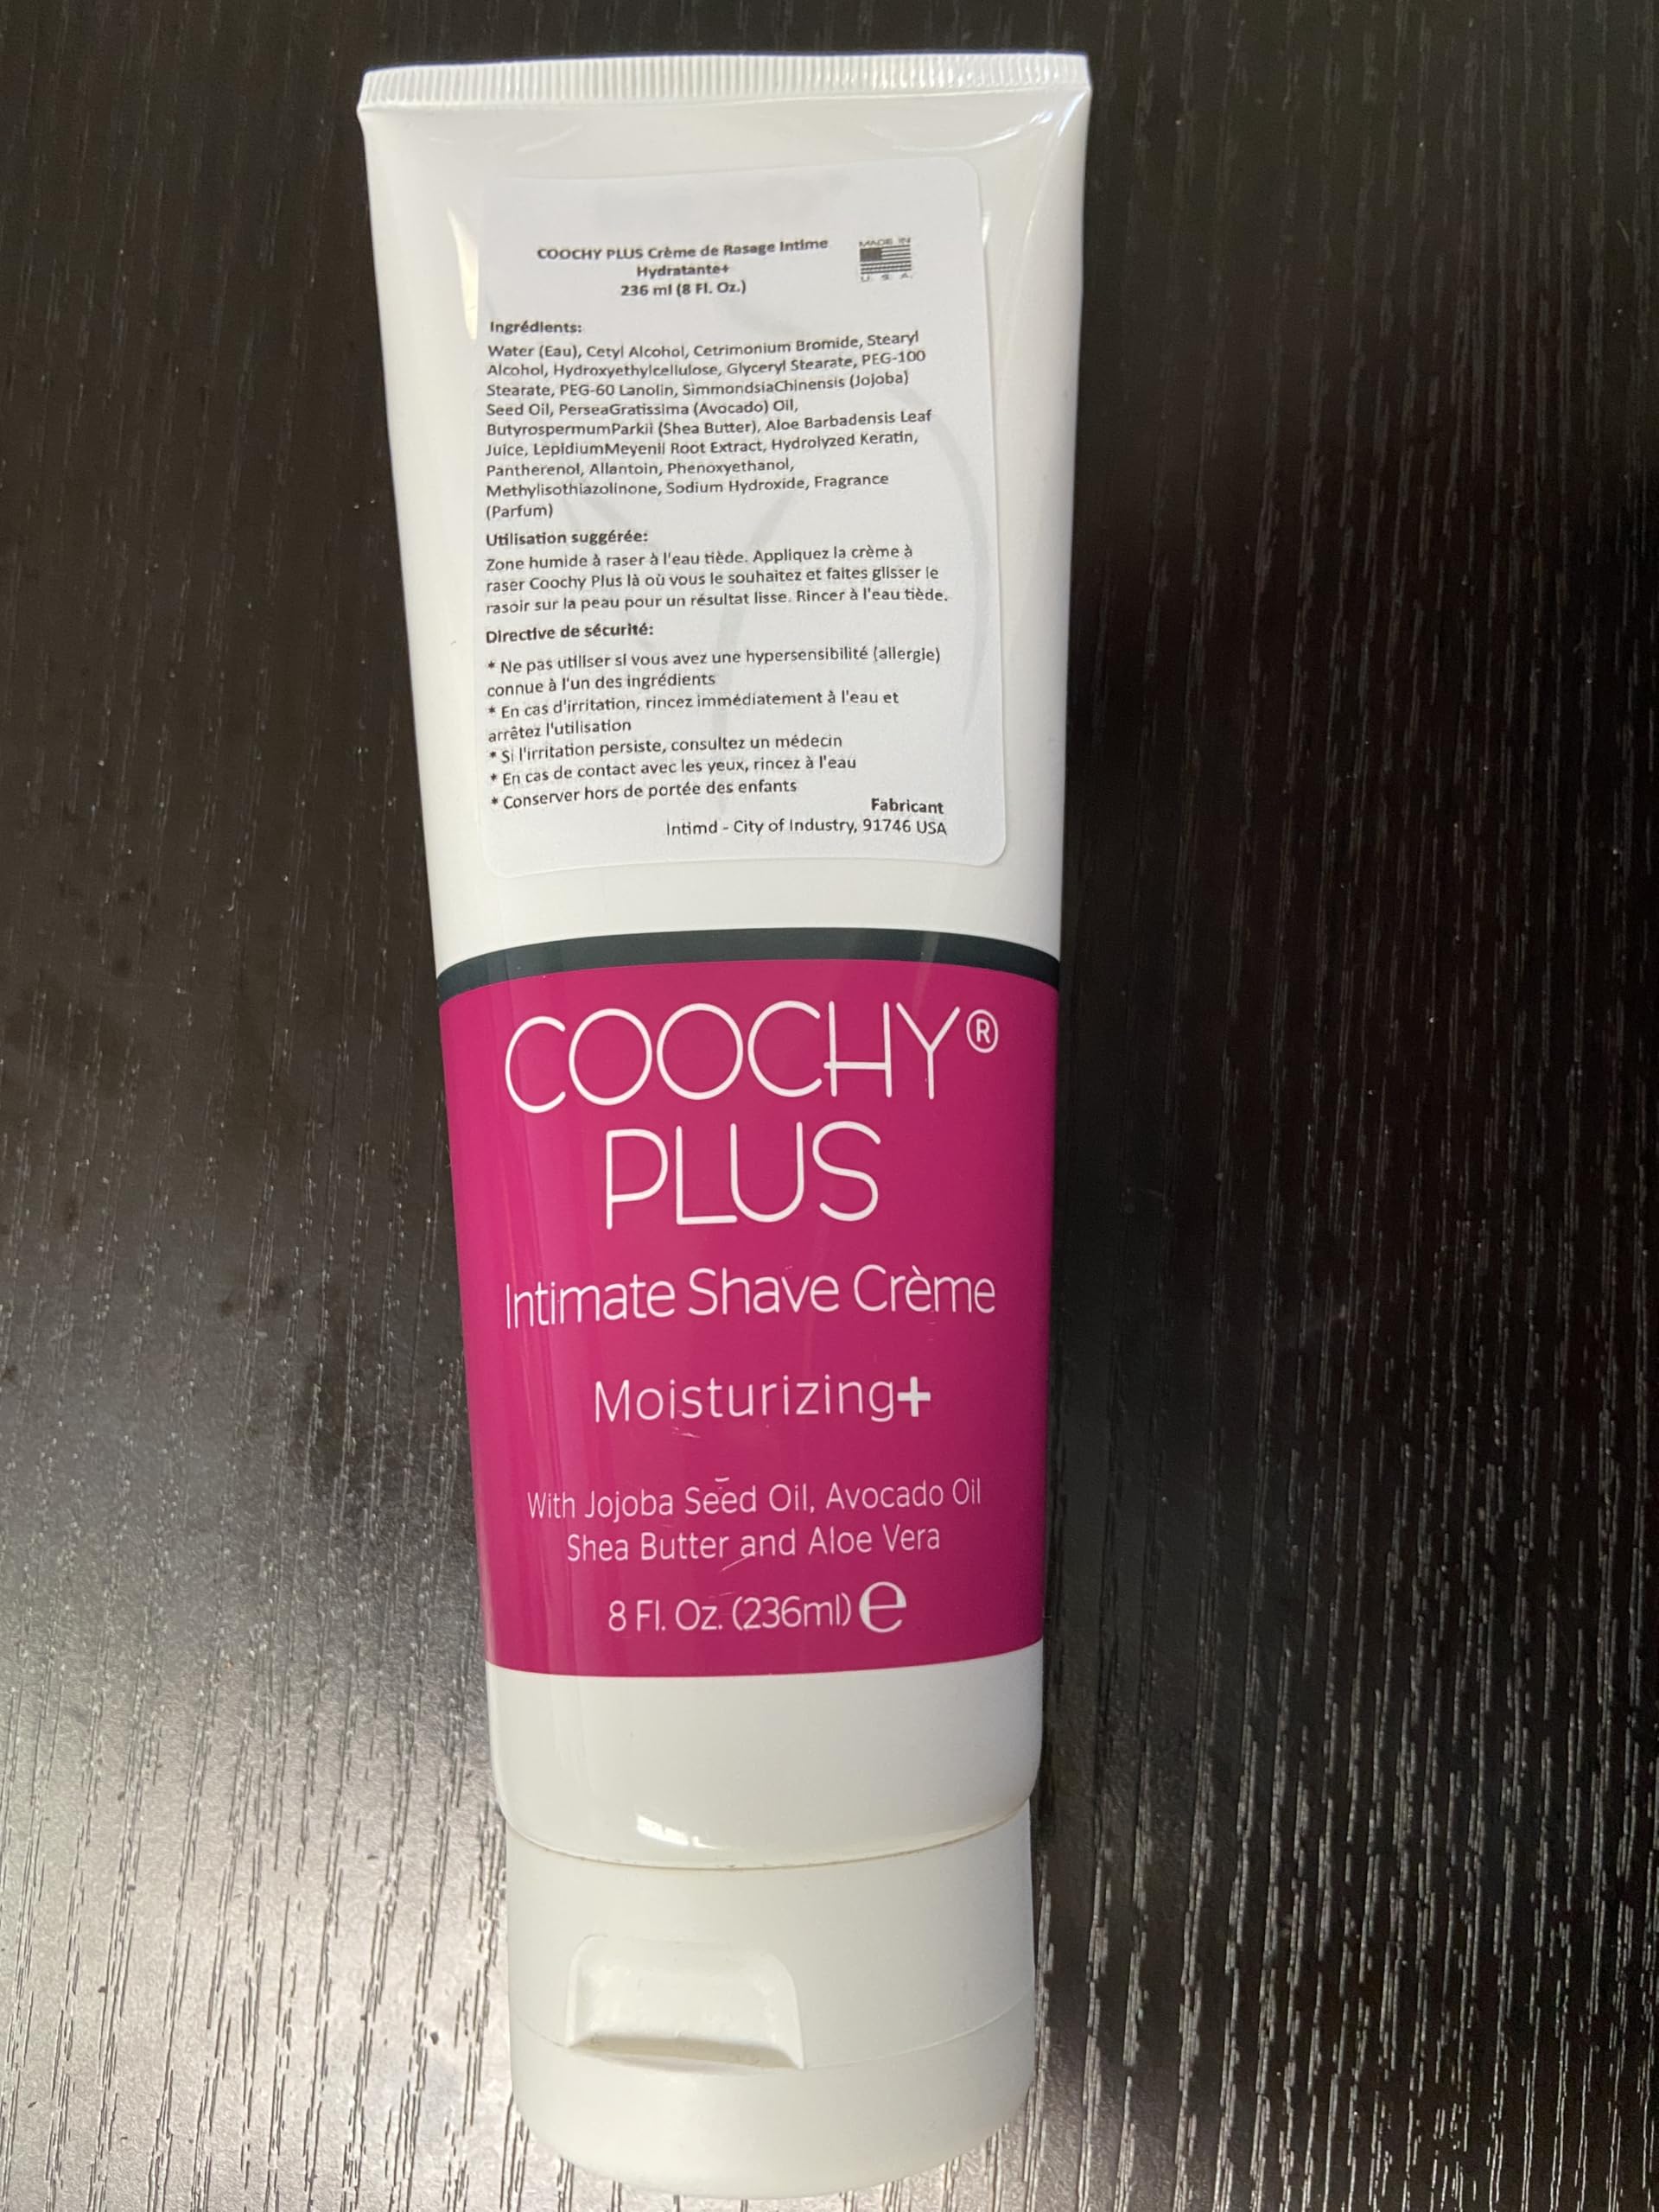 COOCHY PLUS Crème de Rasage Intime
Hydratante+
236 ml (8 Fl. Oz.)
MADE IN
U. S. A.
Ingrédients:
Water (Eau), Cetyl Alcohol, Cetrimonium Bromide, Stearyl
Alcohol, Hydroxyethylcellulose, Glyceryl Stearate, PEG-100
Stearate, PEG-60 Lanolin, SimmondsiaChinensis (Jojoba)
Seed Oil, PerseaGratissima (Avocado) Oil,
ButyrospermumParkii (Shea Butter), Aloe Barbadensis Leaf
Juice, LepidiumMeyenii Root Extract, Hydrolyzed Keratin,
Pantherenol, Allantoin, Phenoxyethanol,
Methylisothiazolinone, Sodium Hydroxide, Fragrance
(Parfum)
Utilisation suggérée:
Zone humide à raser à l'eau tiède. Appliquez la crème à
raser Coochy Plus là où vous le souhaitez et faites glisser le
rasoir sur la peau pour un résultat lisse. Rincer à l'eau tiède.
Directive de sécurité:
* Ne pas utiliser si vous avez une hypersensibilité (allergie)
connue à l'un des ingrédients
* En cas d'irritation, rincez immédiatement à l'eau et
arrêtez l'utilisation
* Si l'irritation persiste, consultez un médecin
* En cas de contact avec les yeux, rincez à l'eau
* Conserver hors de portée des enfants
Fabricant
Intimd - City of Industry, 91746 USA
COOCHY®
PLUS
Intimate Shave Crème
Moisturizing+
With Jojoba Seed Oil, Avocado Oil
Shea Butter and Aloe Vera
8 Fl. Oz. (236ml) ℮